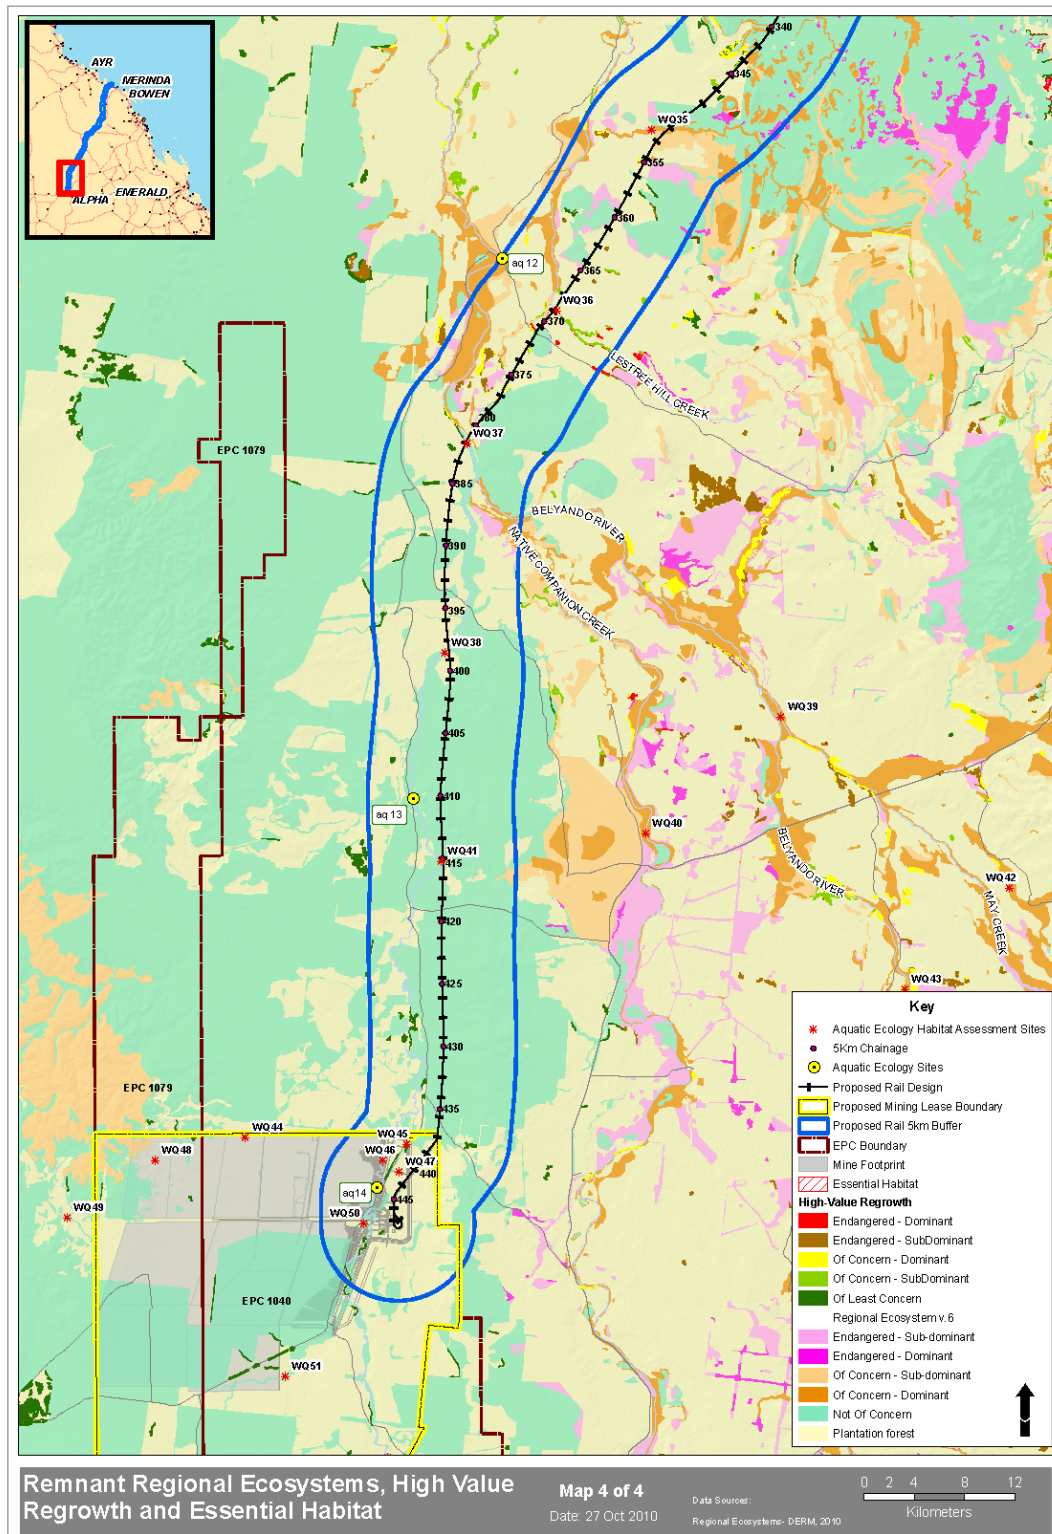 AYR
MERINDA
BOWEN
EMERALD
ALPHA
340
345
WQ35
355
360
aq 12
365
WQ36
370
LESTREE HILL CREEK
375
380
WQ37
EPC 1079
385
BELYANDO RIVER
390
NATIVE COMPANION CREEK
395
WQ38
400
WQ39
405
410
aq 13
WQ40
WQ41
415
BELYANDO RIVER
WQ42
MAY CREEK
420
WQ43
425
430
EPC 1079
435
WQ44
WQ45
WQ48
WQ46
WQ47
440
aq14
445
WQ49
WQ50
EPC 1040
WQ51
Key
Aquatic Ecology Habitat Assessment Sites
5Km Chainage
Aquatic Ecology Sites
Proposed Rail Design
Proposed Mining Lease Boundary
Proposed Rail 5km Buffer
EPC Boundary
Mine Footprint
Essential Habitat
High-Value Regrowth
Endangered - Dominant
Endangered - SubDominant
Of Concern - Dominant
Of Concern - SubDominant
Of Least Concern
Regional Ecosystem v.6
Endangered - Sub-dominant
Endangered - Dominant
Of Concern - Sub-dominant
Of Concern - Dominant
Not Of Concern
Plantation forest
Remnant Regional Ecosystems, High Value
Regrowth and Essential Habitat
Map 4 of 4
Date: 27 Oct 2010
Data Sources:
Regional Ecosystems- DERM, 2010
0 2 4 8 12
Kilometers